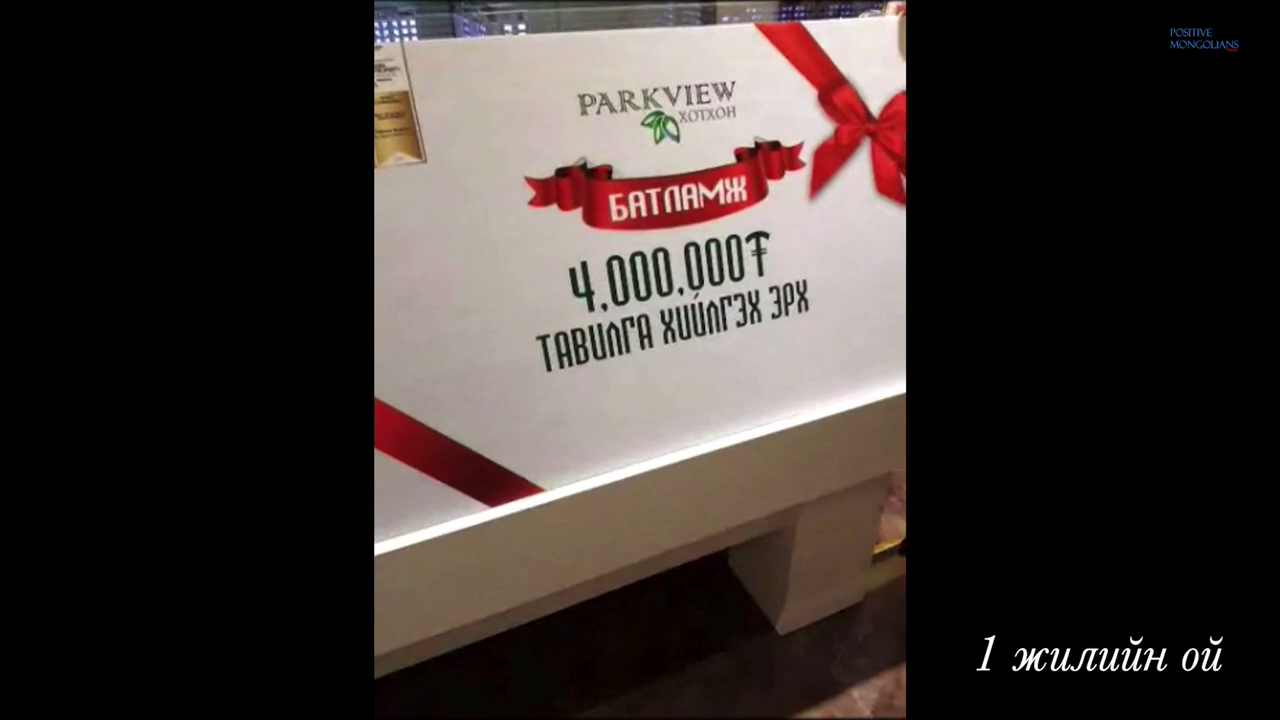 POSITIVE
MONGOLIANS
PARKVIEW
ХОТХОН
БАТЛАМЖ
4,000,000₮
ТАВИЛГА ХИЙЛГЭХ ЭРХ
1 жилийн ой